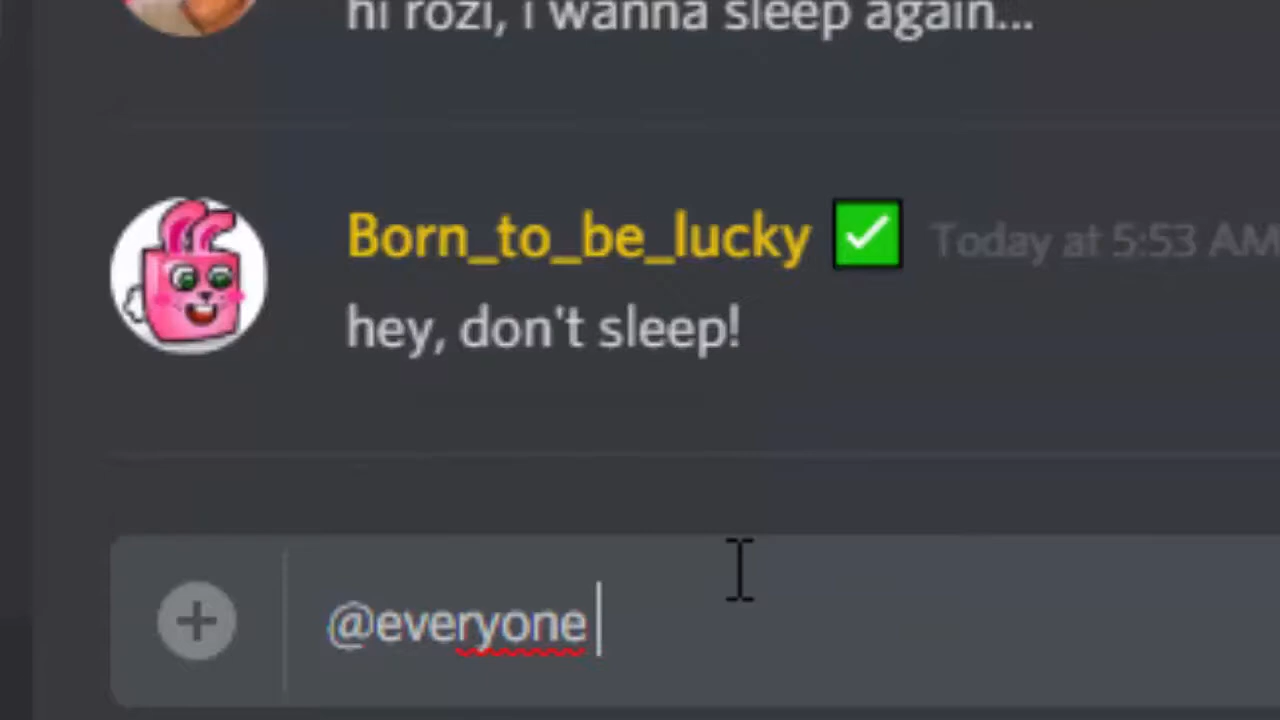 hi rozi, i wanna sleep again...
Born_to_be_lucky ✅ Today at 5:53 AM
hey, don't sleep!
@everyone